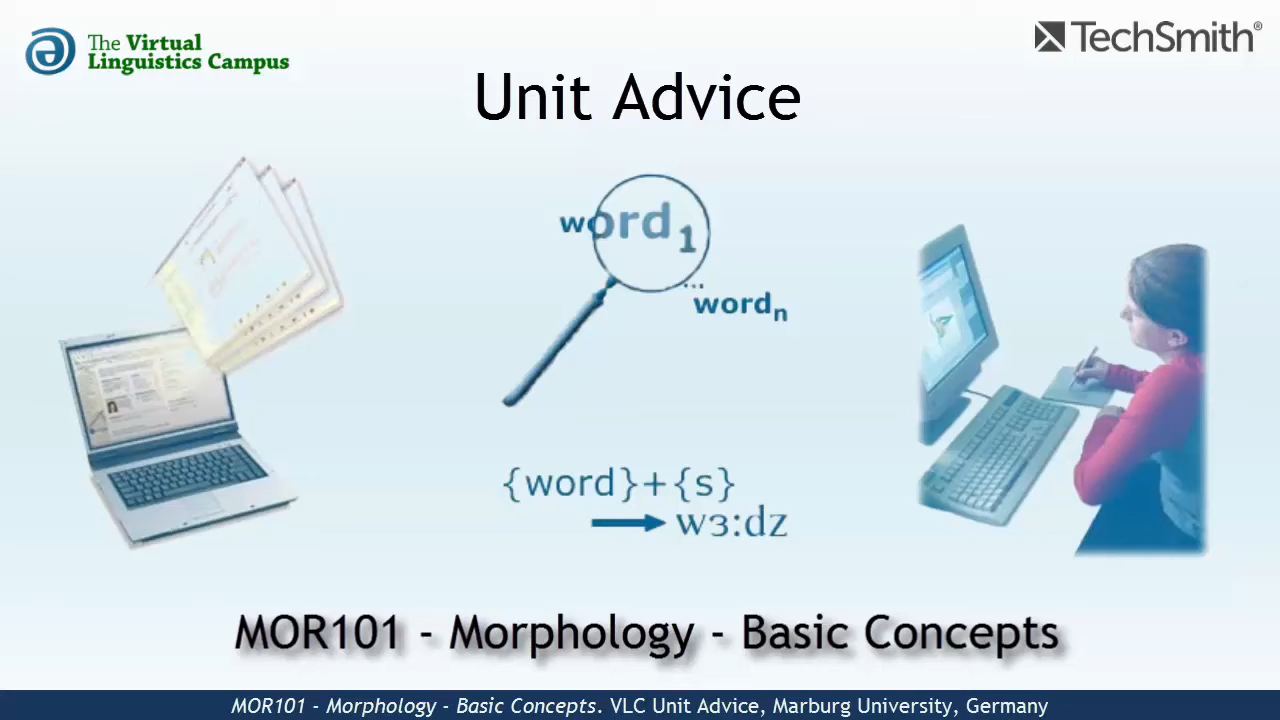 The Virtual
Linguistics Campus
TechSmith®
Unit Advice
word1
...
wordn
{word}+{s}
wɜ:dz
MOR101 - Morphology - Basic Concepts
MOR101 - Morphology - Basic Concepts. VLC Unit Advice, Marburg University, Germany